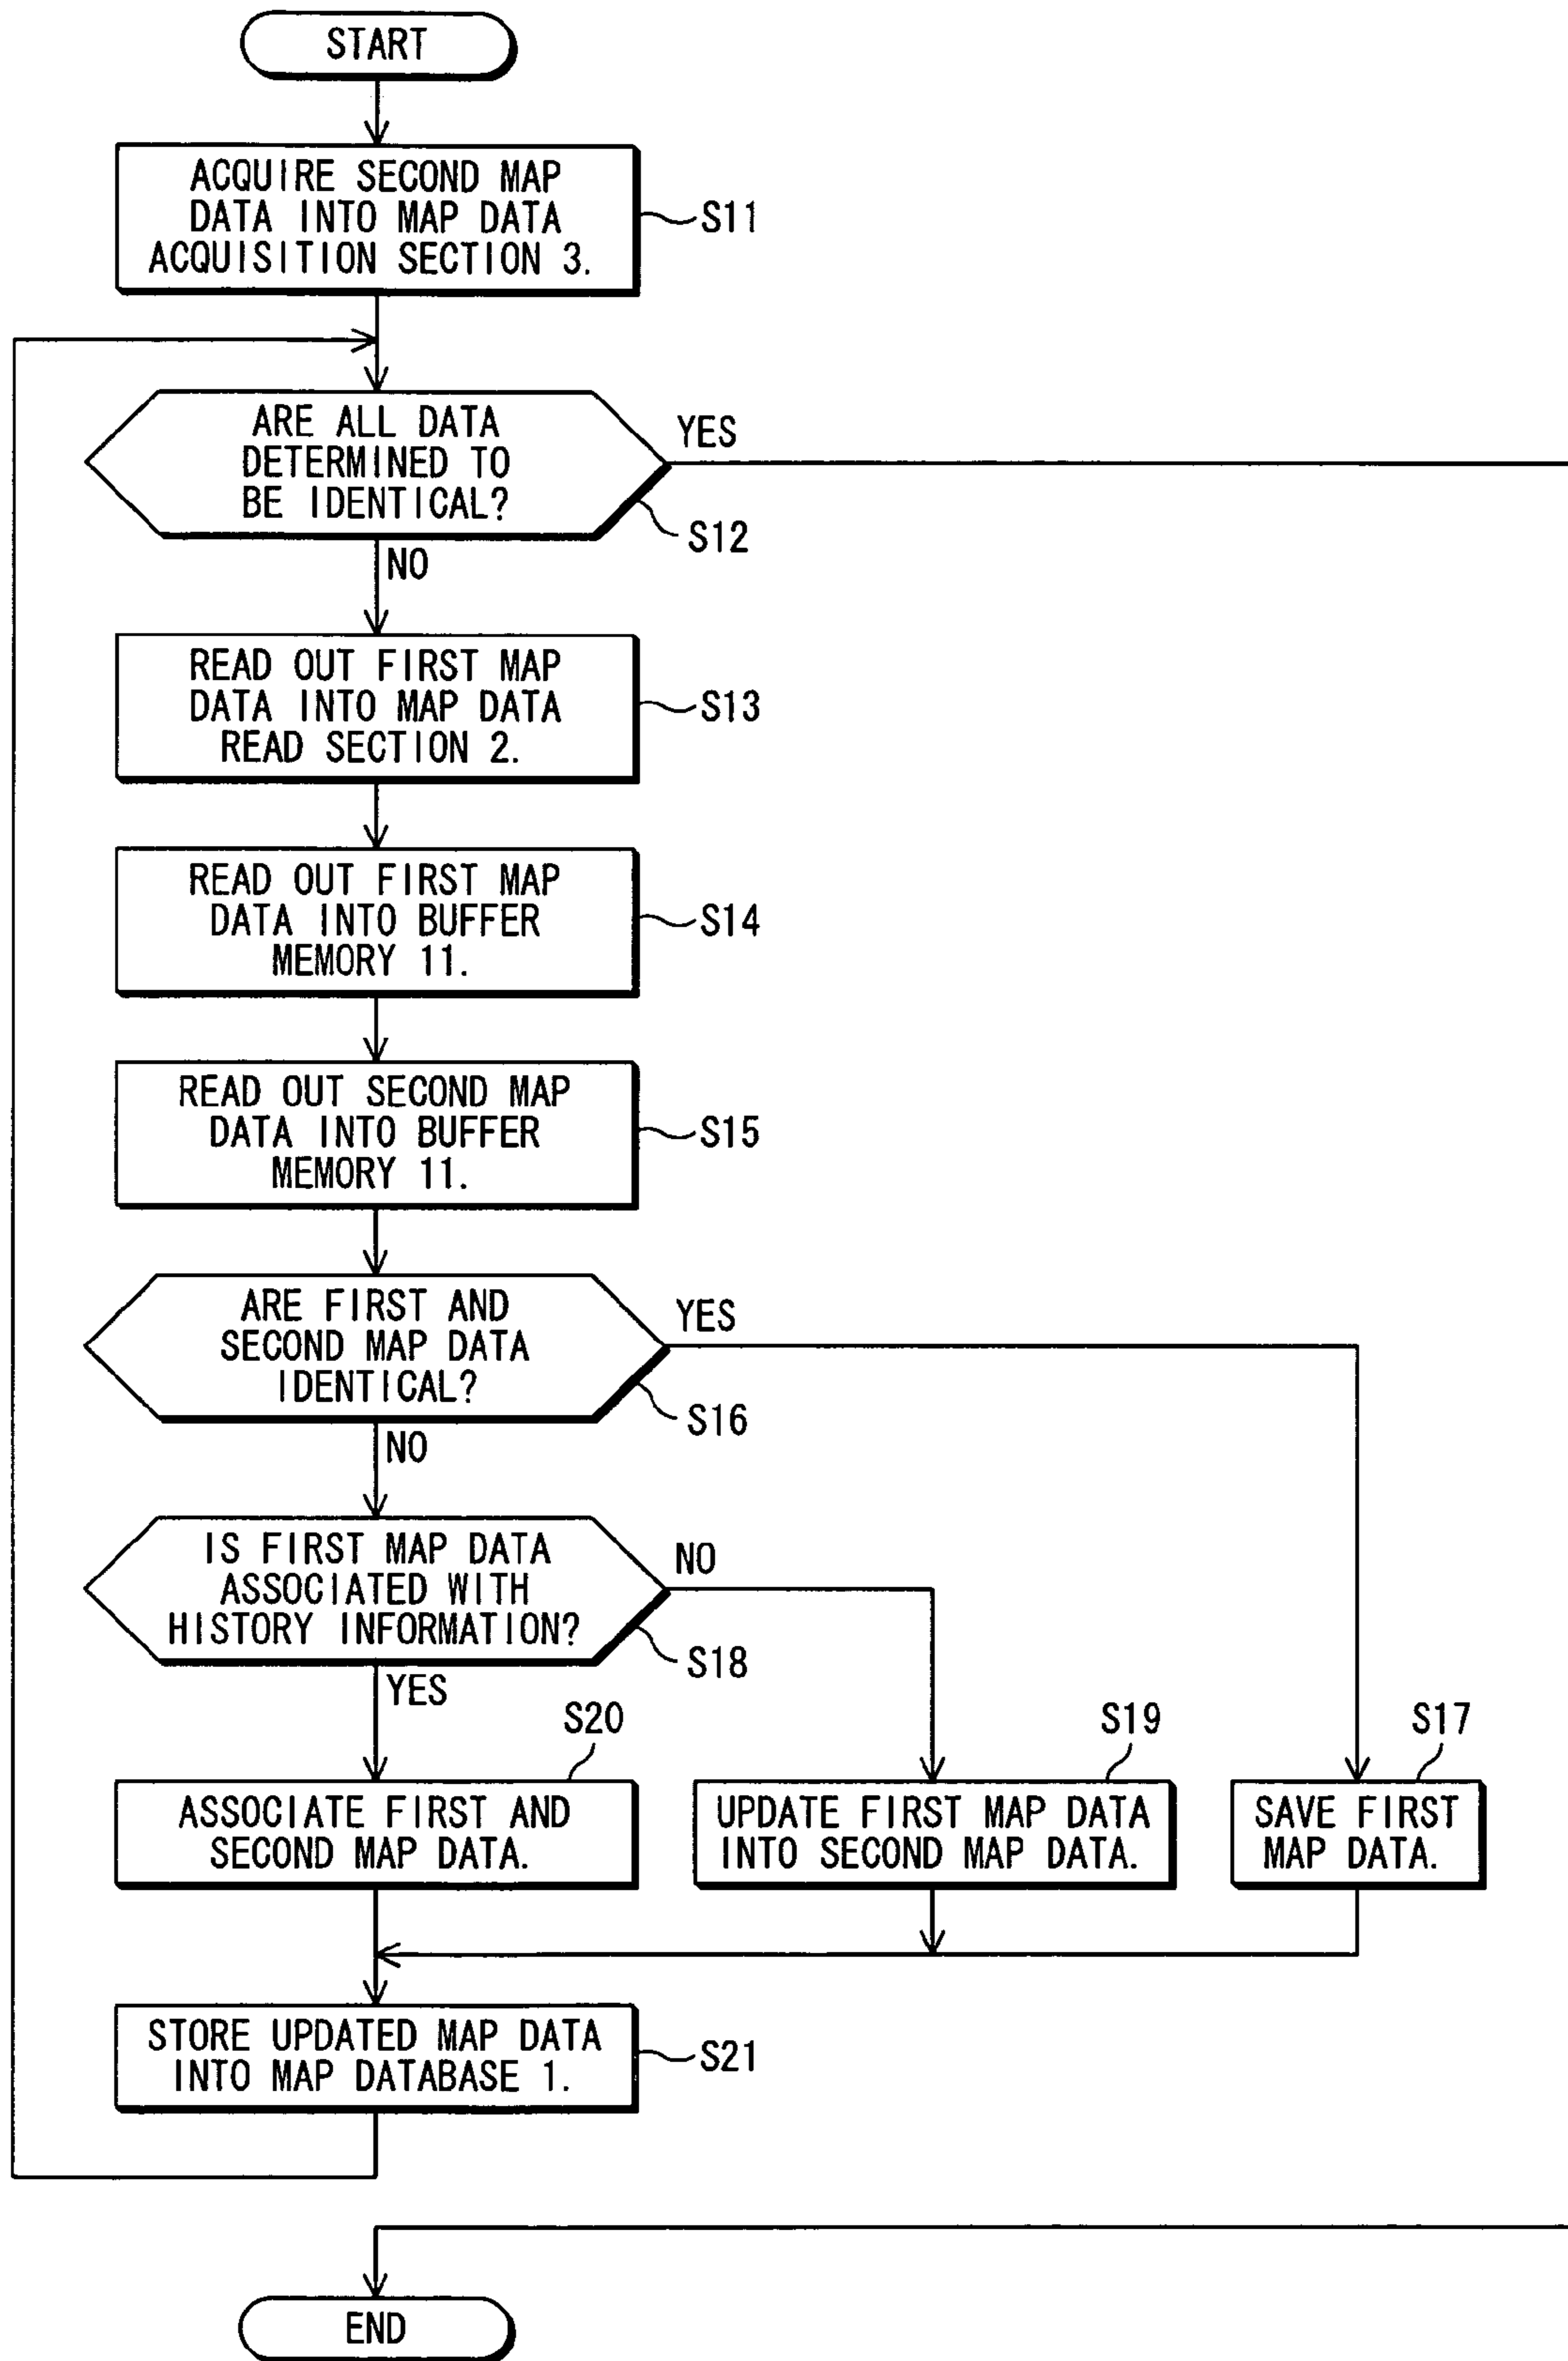 START
ACQUIRE SECOND MAP
DATA INTO MAP DATA
ACQUISITION SECTION 3.
S11
ARE ALL DATA
DETERMINED TO
BE IDENTICAL?
YES
S12
NO
READ OUT FIRST MAP
DATA INTO MAP DATA
READ SECTION 2.
S13
READ OUT FIRST MAP
DATA INTO BUFFER
MEMORY 11.
S14
READ OUT SECOND MAP
DATA INTO BUFFER
MEMORY 11.
S15
ARE FIRST AND
SECOND MAP DATA
IDENTICAL?
YES
S16
NO
IS FIRST MAP DATA
ASSOCIATED WITH
HISTORY INFORMATION?
NO
S18
YES
S20
ASSOCIATE FIRST AND
SECOND MAP DATA.
S19
UPDATE FIRST MAP DATA
INTO SECOND MAP DATA.
S17
SAVE FIRST
MAP DATA.
STORE UPDATED MAP DATA
INTO MAP DATABASE 1.
S21
END